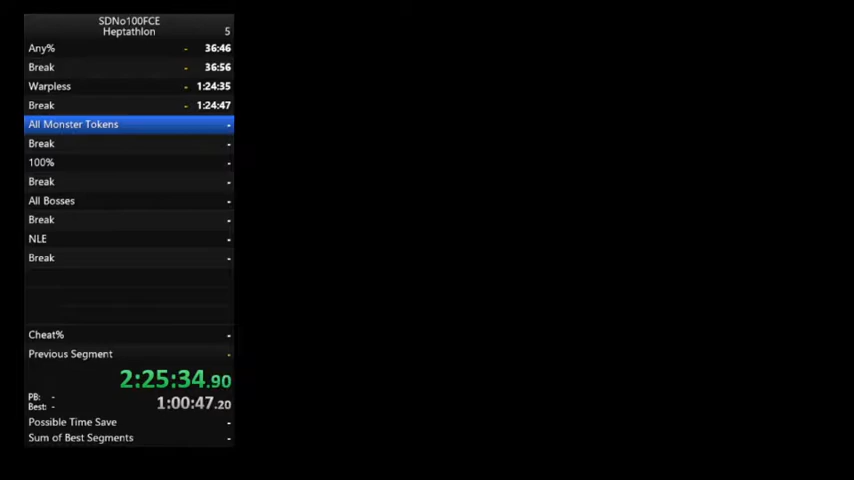 SDNo100FCE
Heptathlon 5
Any% - 36:46
Break - 36:56
Warpless - 1:24:35
Break - 1:24:47
All Monster Tokens -
Break -
100% -
Break -
All Bosses -
Break -
NLE -
Break -
Cheat% -
Previous Segment -
2:25:34.90
PB: -
Best: - 1:00:47.20
Possible Time Save -
Sum of Best Segments -